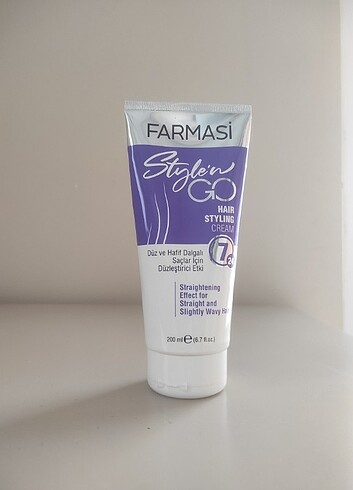 FARMASİ
Style'n
GO
HAIR
STYLING
CREAM
7
Düz ve Hafif Dalgalı
Saçlar İçin
Düzleştirici Etki
Straightening
Effect for
Straight and
Slightly Wavy
200 ml e (6.7 fl.oz.)